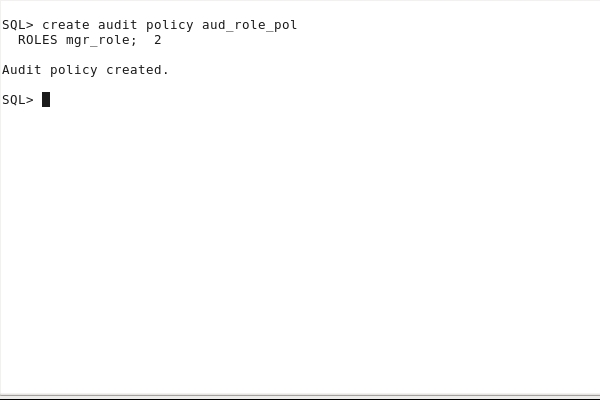 SQL> create audit policy aud_role_pol
  ROLES mgr_role;  2
Audit policy created.
SQL>